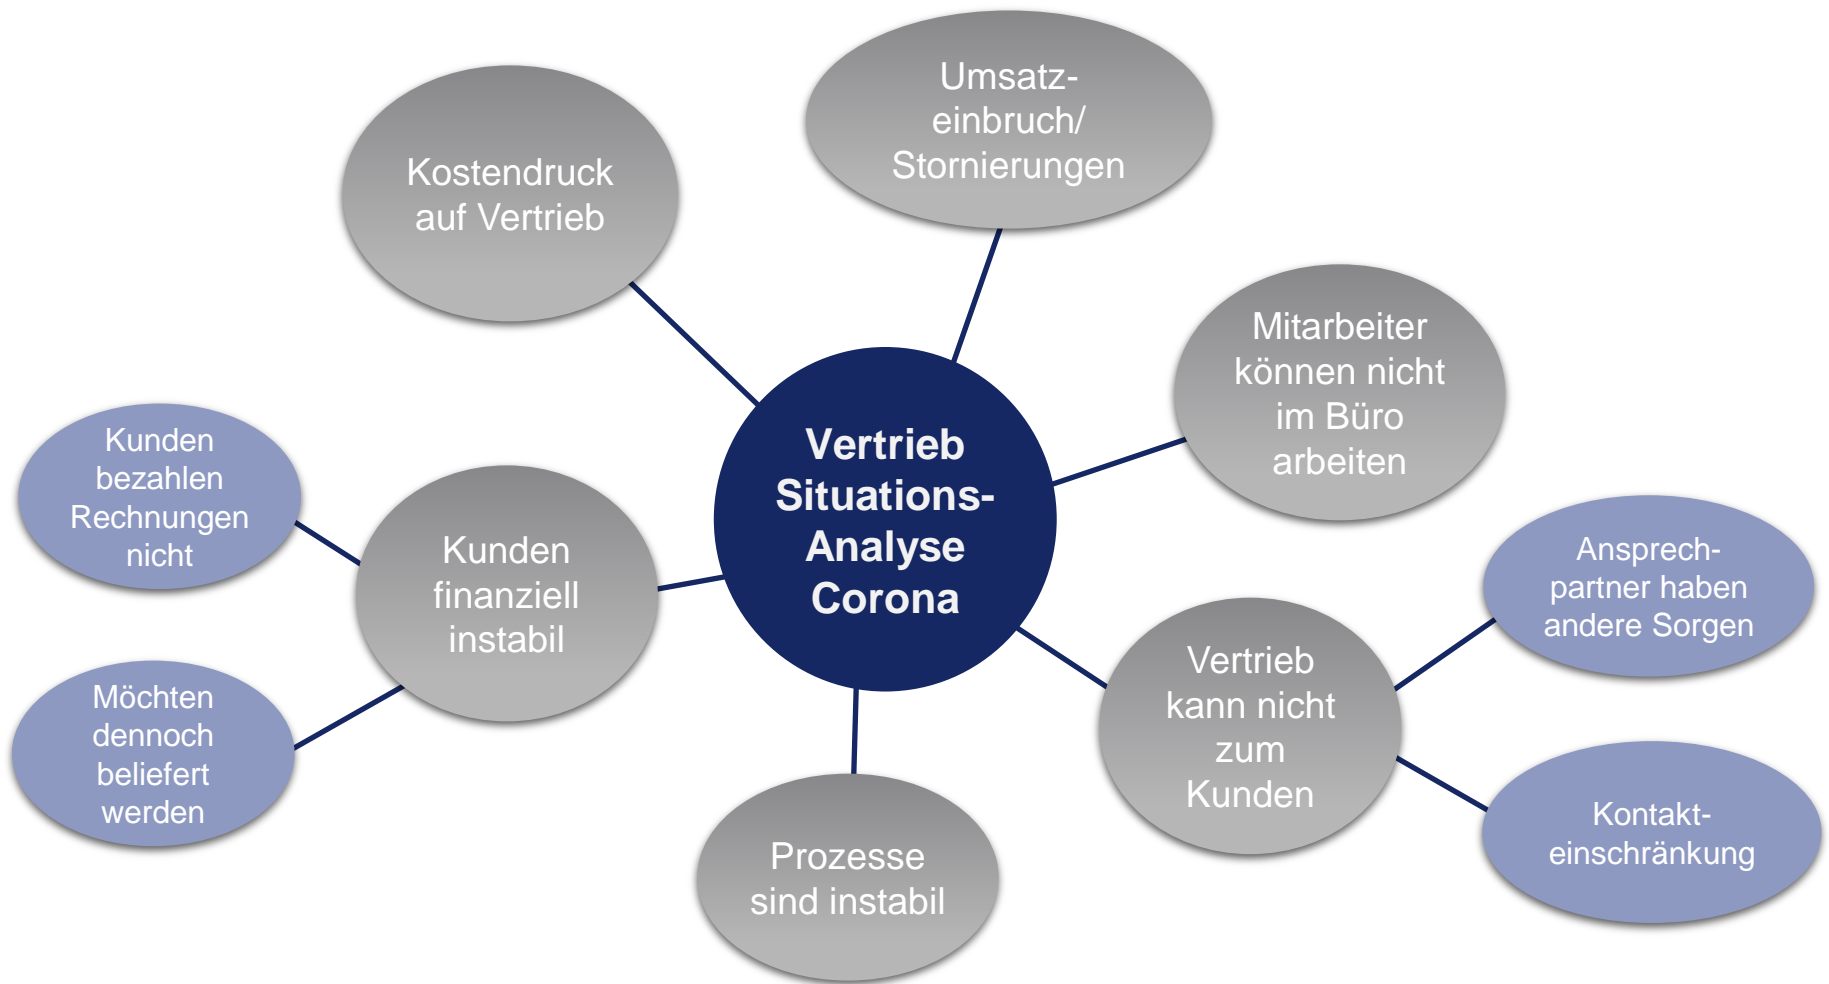 Umsatz-
einbruch/
Stornierungen
Kostendruck
auf Vertrieb
Mitarbeiter
können nicht
im Büro
arbeiten
Vertrieb
Situations-
Analyse
Corona
Kunden
bezahlen
Rechnungen
nicht
Kunden
finanziell
instabil
Ansprech-
partner haben
andere Sorgen
Vertrieb
kann nicht
zum
Kunden
Möchten
dennoch
beliefert
werden
Kontakt-
einschränkung
Prozesse
sind instabil